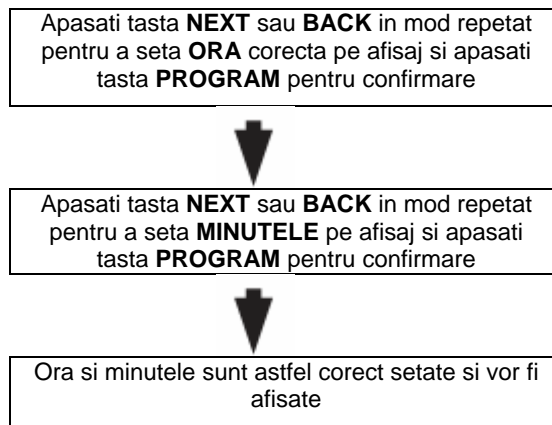 Apasati tasta NEXT sau BACK in mod repetat
pentru a seta ORA corecta pe afisaj si apasati
tasta PROGRAM pentru confirmare
Apasati tasta NEXT sau BACK in mod repetat
pentru a seta MINUTELE pe afisaj si apasati
tasta PROGRAM pentru confirmare
Ora si minutele sunt astfel corect setate si vor fi
afisate